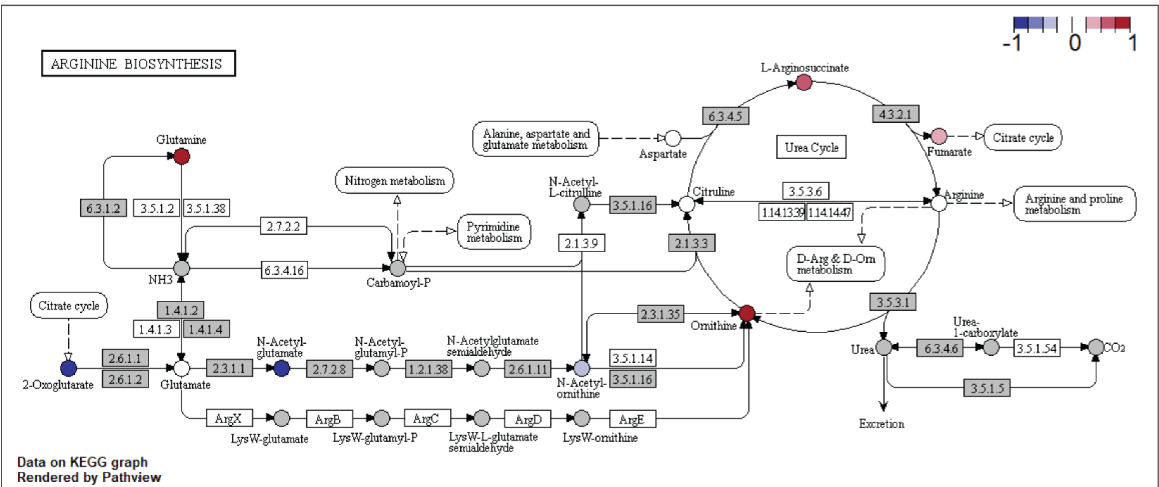 -1 0 1
ARGININE BIOSYNTHESIS
L-Arginosuccinate
6.3.4.5
4.3.2.1
Glutamine
Alanine, aspartate and
glutamate metabolism
Aspartate
Urea Cycle
Fumarate
Citrate cycle
Nitrogen metabolism
N-Acetyl-
L-citrulline
Citruline
3.5.3.6
Arginine
6.3.1.2
3.5.1.2
3.5.1.38
3.5.1.16
1.14.13.39
1.14.14.47
Arginine and proline
metabolism
2.7.2.2
Pyrimidine
metabolism
2.1.3.9
2.1.3.3
D-Arg & D-Orn
metabolism
NH3
6.3.4.16
Carbamoyl-P
Citrate cycle
1.4.1.2
1.4.1.3
1.4.1.4
2.3.1.35
Ornithine
3.5.3.1
Urea-
1-carboxylate
N-Acetyl-
glutamate
N-Acetyl-
glutamyl-P
N-Acetylglutamate
semialdehyde
Urea
6.3.4.6
3.5.1.54
CO2
2.6.1.1
2-Oxoglutarate
2.6.1.2
Glutamate
2.3.1.1
2.7.2.8
1.2.1.38
2.6.1.11
N-Acetyl-
ornithine
3.5.1.14
3.5.1.16
3.5.1.5
ArgX
LysW-glutamate
ArgB
LysW-glutamyl-P
ArgC
LysW-L-glutamate
semialdehyde
ArgD
LysW-ornithine
ArgE
Excretion
Data on KEGG graph
Rendered by Pathview